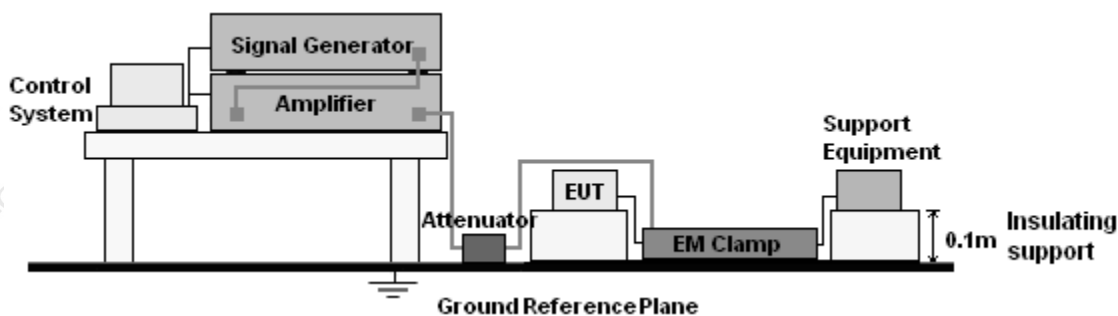 Signal Generator
Control
System
Amplifier
Support
Equipment
EUT
Attenuator
EM Clamp
0.1m
Insulating
support
Ground Reference Plane